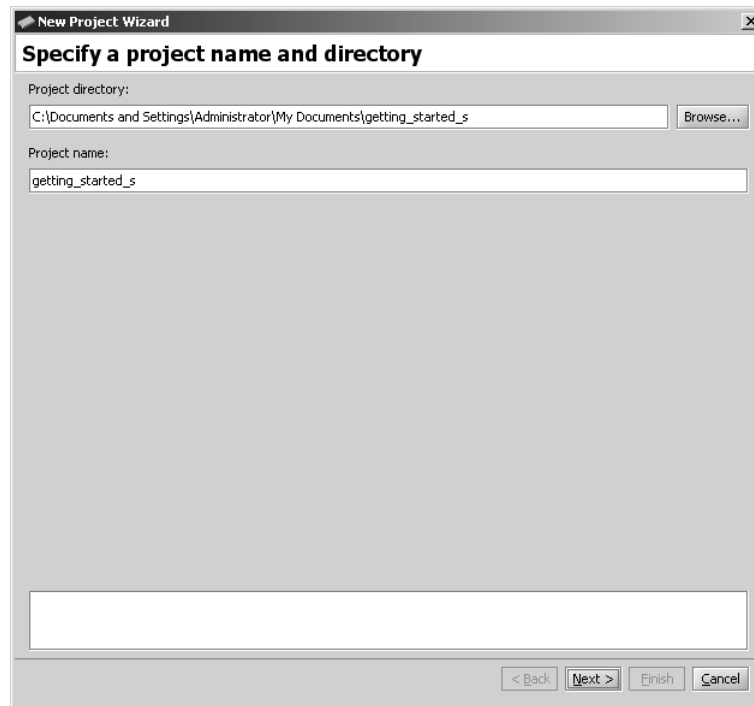 New Project Wizard
Specify a project name and directory
Project directory:
C:\Documents and Settings\Administrator\My Documents\getting_started_s
Browse...
Project name:
getting_started_s
< Back
Next >
Finish
Cancel